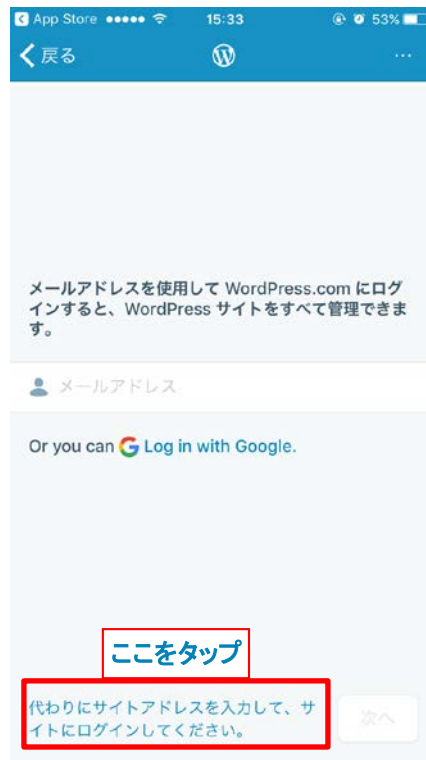 App Store 15:33 53%
戻る ...
メールアドレスを使用して WordPress.com にログ
インすると、WordPress サイトをすべて管理できま
す。
メールアドレス
Or you can G Log in with Google.
ここをタップ
代わりにサイトアドレスを入力して、サ
イトにログインしてください。
次へ